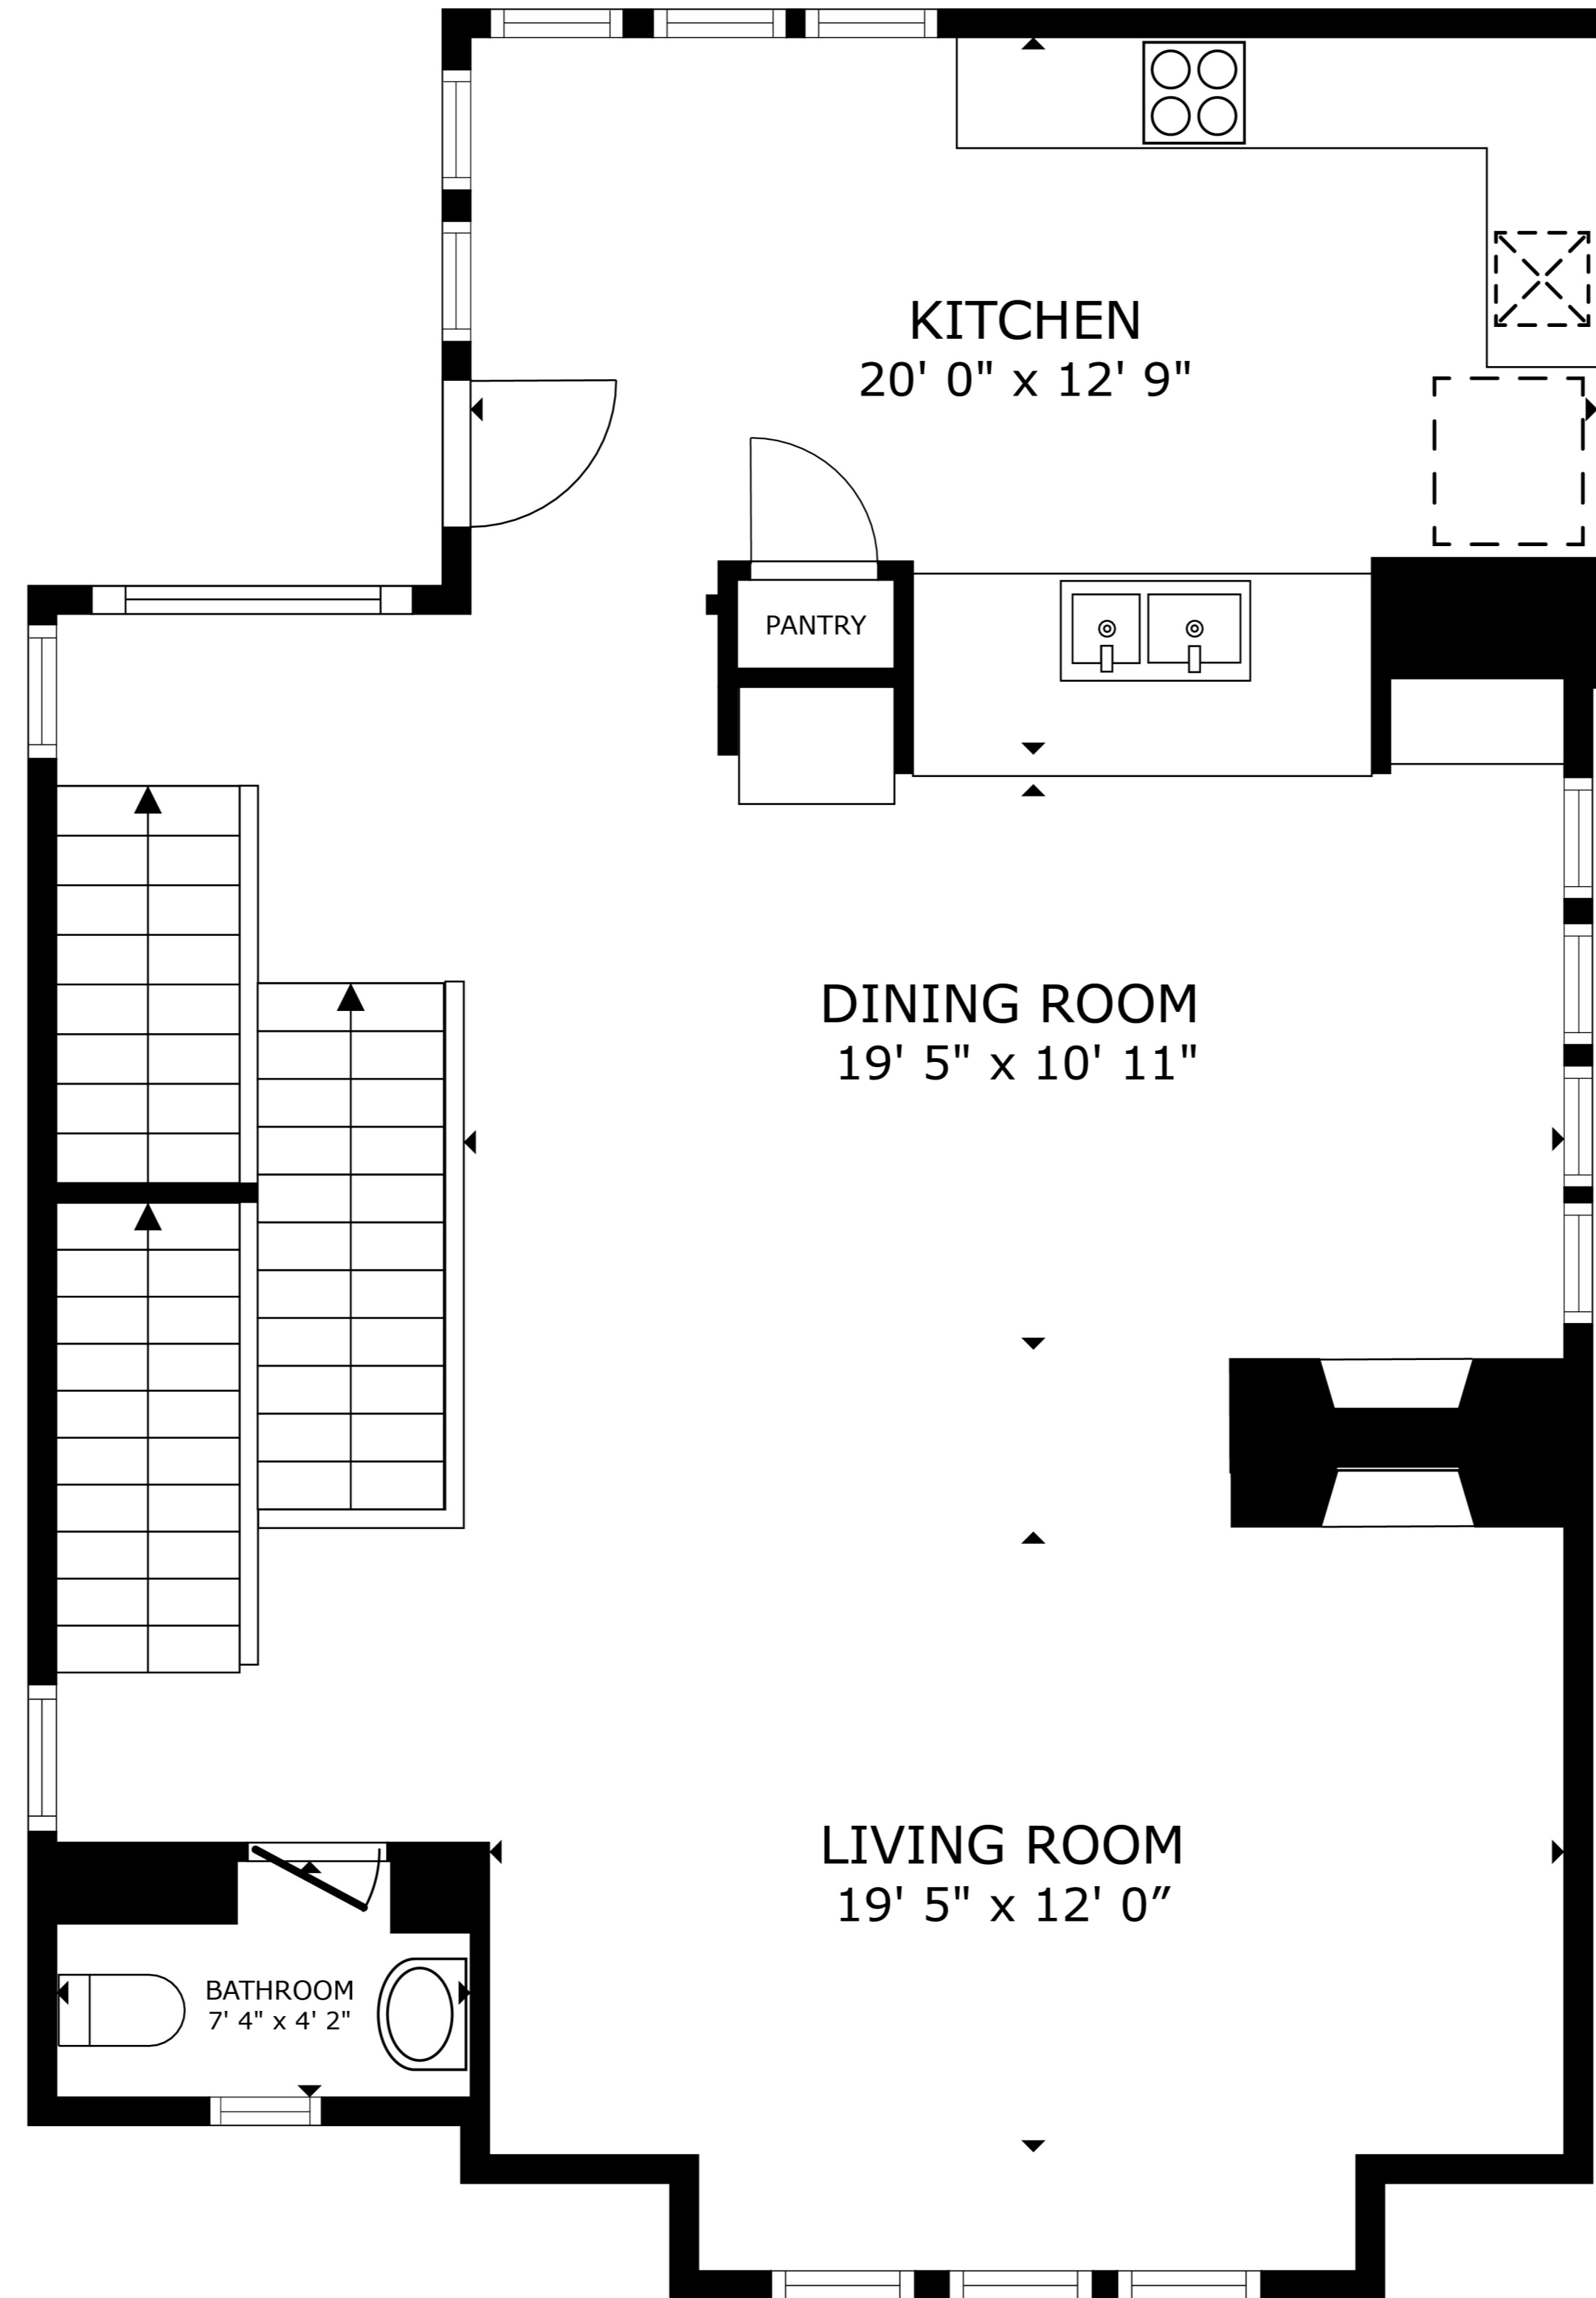 KITCHEN
20' 0" x 12' 9"
PANTRY
DINING ROOM
19' 5" x 10' 11"
LIVING ROOM
19' 5" x 12' 0″
BATHROOM
7' 4" x 4' 2"